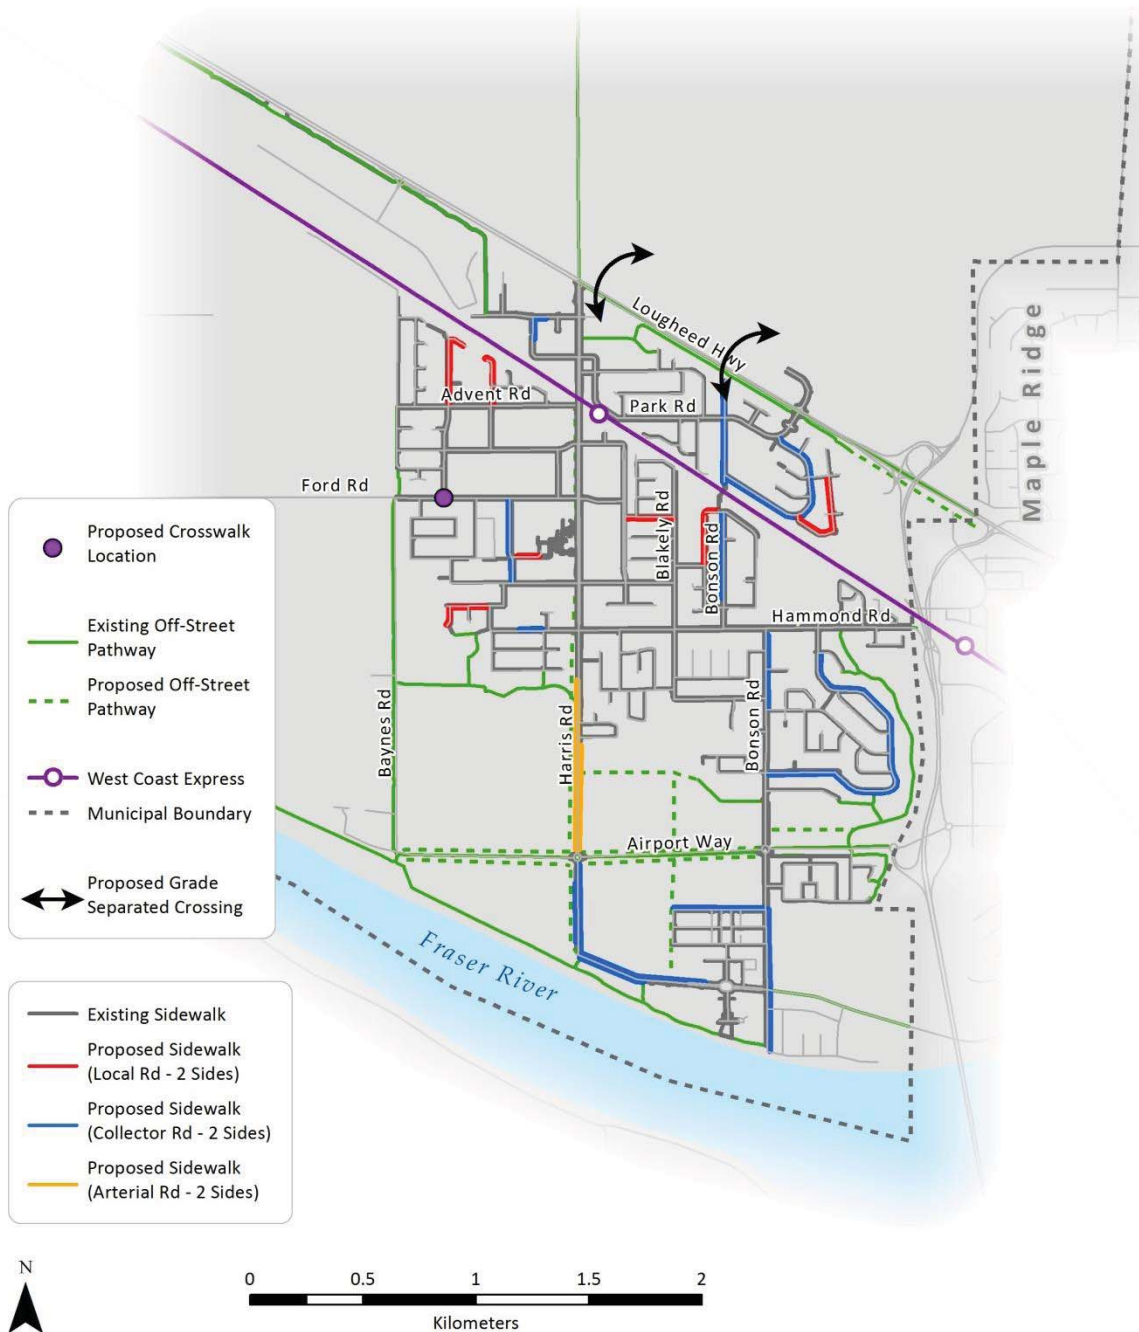 Lougheed Hwy
Maple Ridge
Advent Rd
Park Rd
Ford Rd
Blakely Rd
Bonson Rd
Hammond Rd
Baynes Rd
Harris Rd
Bonson Rd
Airport Way
Fraser River
Proposed Crosswalk
Location
Existing Off-Street
Pathway
Proposed Off-Street
Pathway
West Coast Express
Municipal Boundary
Proposed Grade
Separated Crossing
Existing Sidewalk
Proposed Sidewalk
(Local Rd - 2 Sides)
Proposed Sidewalk
(Collector Rd - 2 Sides)
Proposed Sidewalk
(Arterial Rd - 2 Sides)
N
0 0.5 1 1.5 2
Kilometers